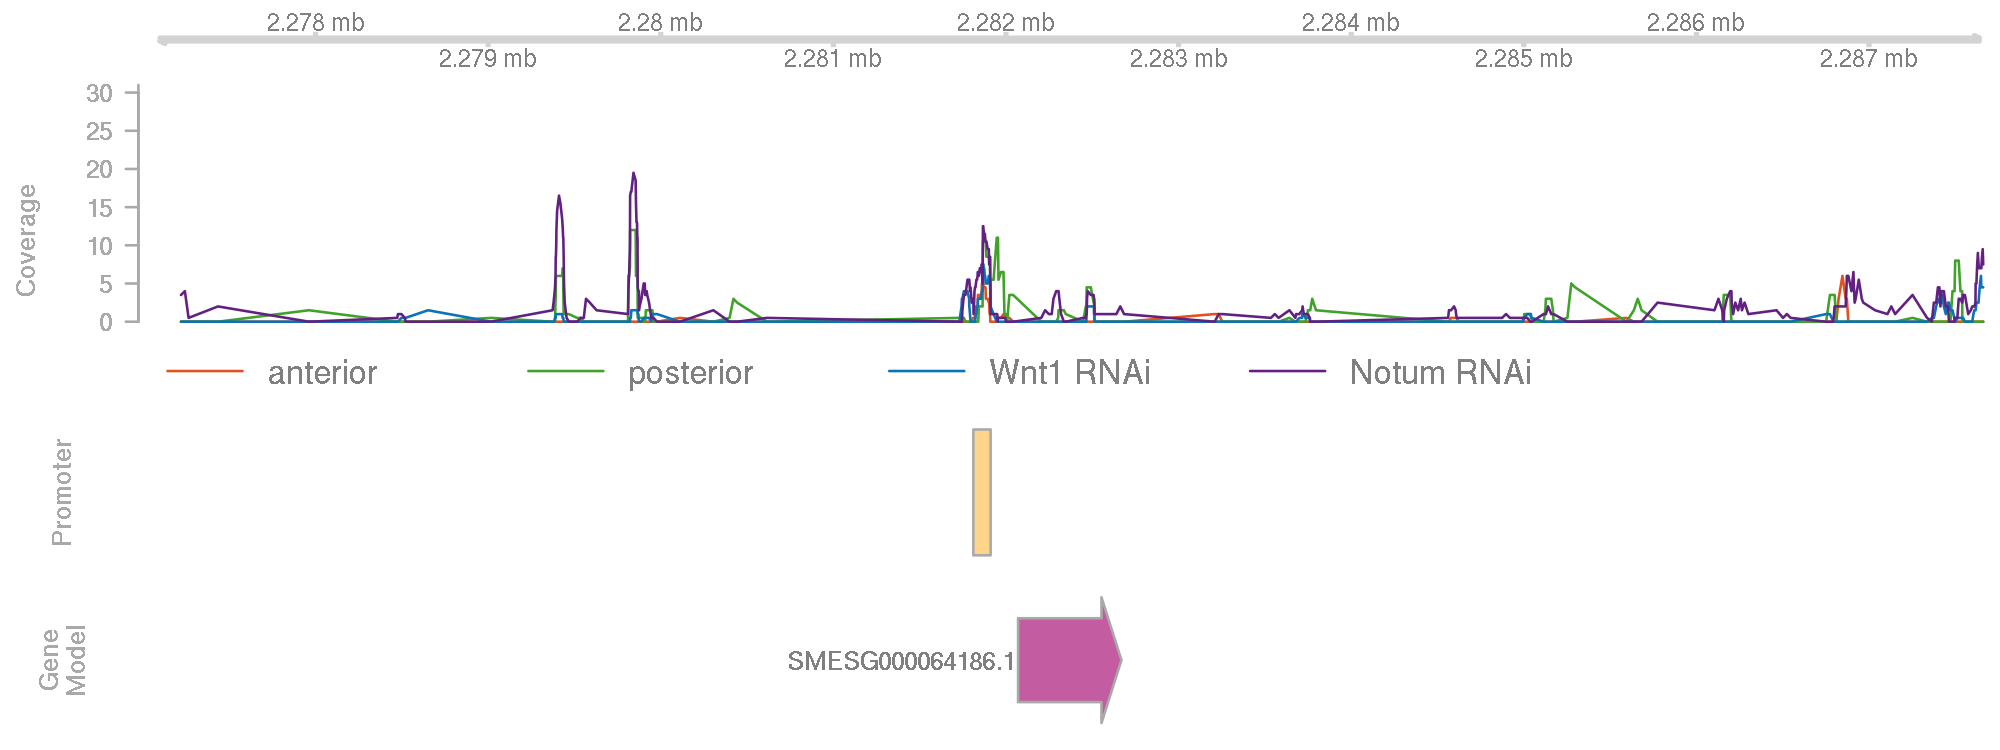 2.278 mb 2.28 mb 2.282 mb 2.284 mb 2.286 mb
2.279 mb 2.281 mb 2.283 mb 2.285 mb 2.287 mb
Coverage
30
25
20
15
10
5
0
anterior posterior Wnt1 RNAi Notum RNAi
Promoter
Gene
Model
SMESG000064186.1